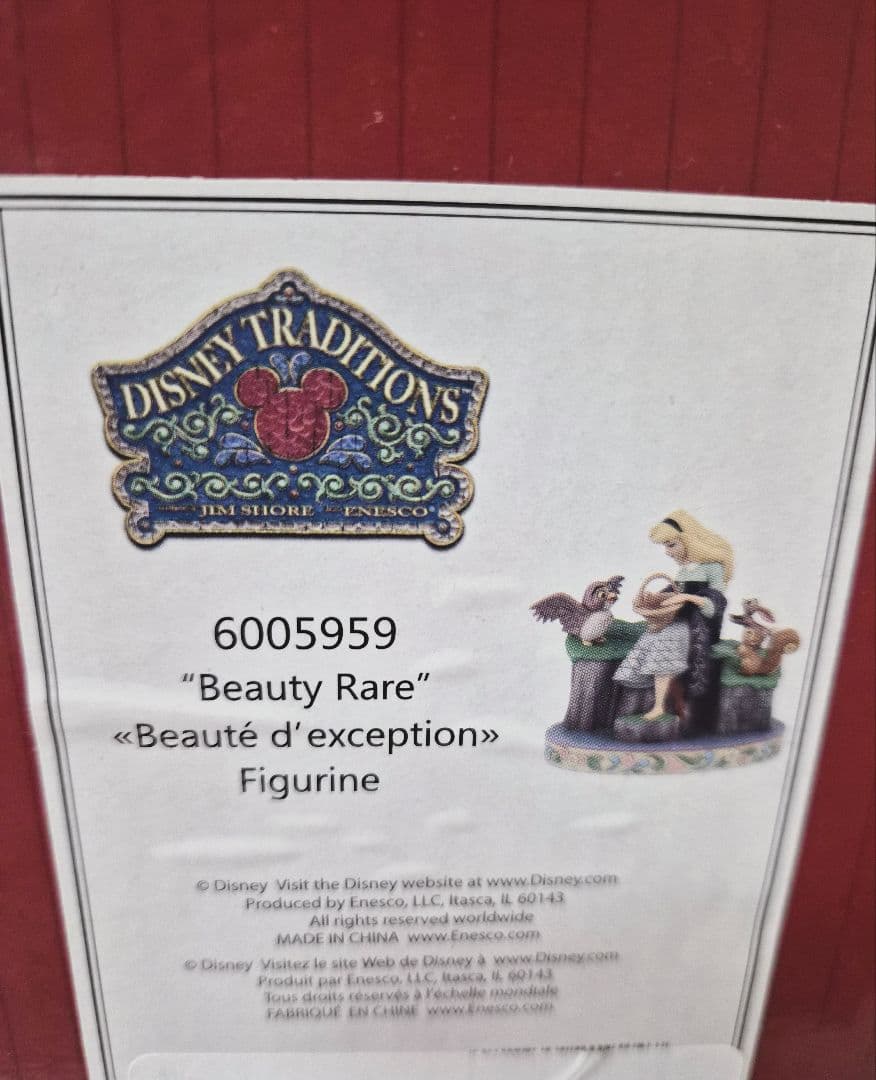 DISNEY TRADITIONS
JIM SHORE ENESCO
6005959
“Beauty Rare”
«Beauté d’exception»
Figurine
© Disney Visit the Disney website at www.Disney.com
Produced by Enesco, LLC, Itasca, IL 60143
All rights reserved worldwide
MADE IN CHINA www.Enesco.com
© Disney Visitez le site Web de Disney à www.Disney.com
Produit par Enesco, LLC, Itasca, IL 60143
Tous droits réservés à l’échelle mondiale
FABRIQUÉ EN CHINE www.Enesco.com